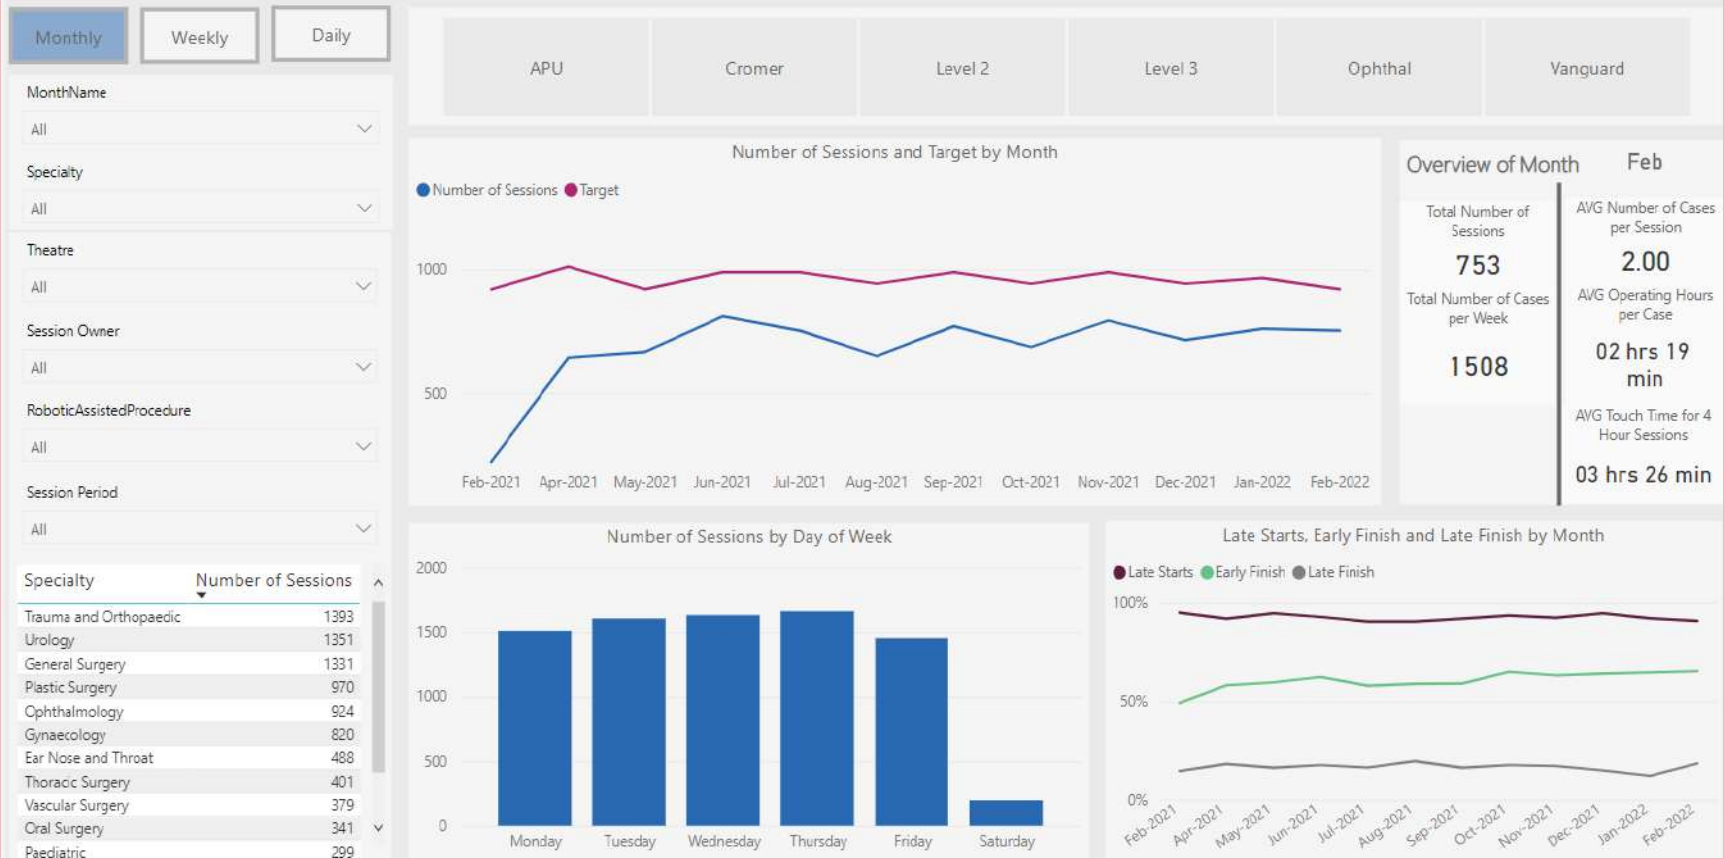 Monthly
Weekly
Daily
MonthName
All
Specialty
All
Theatre
All
Session Owner
All
RoboticAssistedProcedure
All
Session Period
All
Specialty Number of Sessions
Trauma and Orthopaedic 1393
Urology 1351
General Surgery 1331
Plastic Surgery 970
Ophthalmology 924
Gynaecology 820
Ear Nose and Throat 488
Thoracic Surgery 401
Vascular Surgery 379
Oral Surgery 341
Paediatric 299
APU
Cromer
Level 2
Level 3
Ophthal
Vanguard
Number of Sessions and Target by Month
Number of Sessions Target
1000
500
Feb-2021 Apr-2021 May-2021 Jun-2021 Jul-2021 Aug-2021 Sep-2021 Oct-2021 Nov-2021 Dec-2021 Jan-2022 Feb-2022
Overview of Month Feb
Total Number of
Sessions
753
Total Number of Cases
per Week
1508
AVG Number of Cases
per Session
2.00
AVG Operating Hours
per Case
02 hrs 19
min
AVG Touch Time for 4
Hour Sessions
03 hrs 26 min
Number of Sessions by Day of Week
2000
1500
1000
500
0
Monday Tuesday Wednesday Thursday Friday Saturday
Late Starts, Early Finish and Late Finish by Month
Late Starts Early Finish Late Finish
100%
50%
0%
Feb-2021 Apr-2021 May-2021 Jun-2021 Jul-2021 Aug-2021 Sep-2021 Oct-2021 Nov-2021 Dec-2021 Jan-2022 Feb-2022